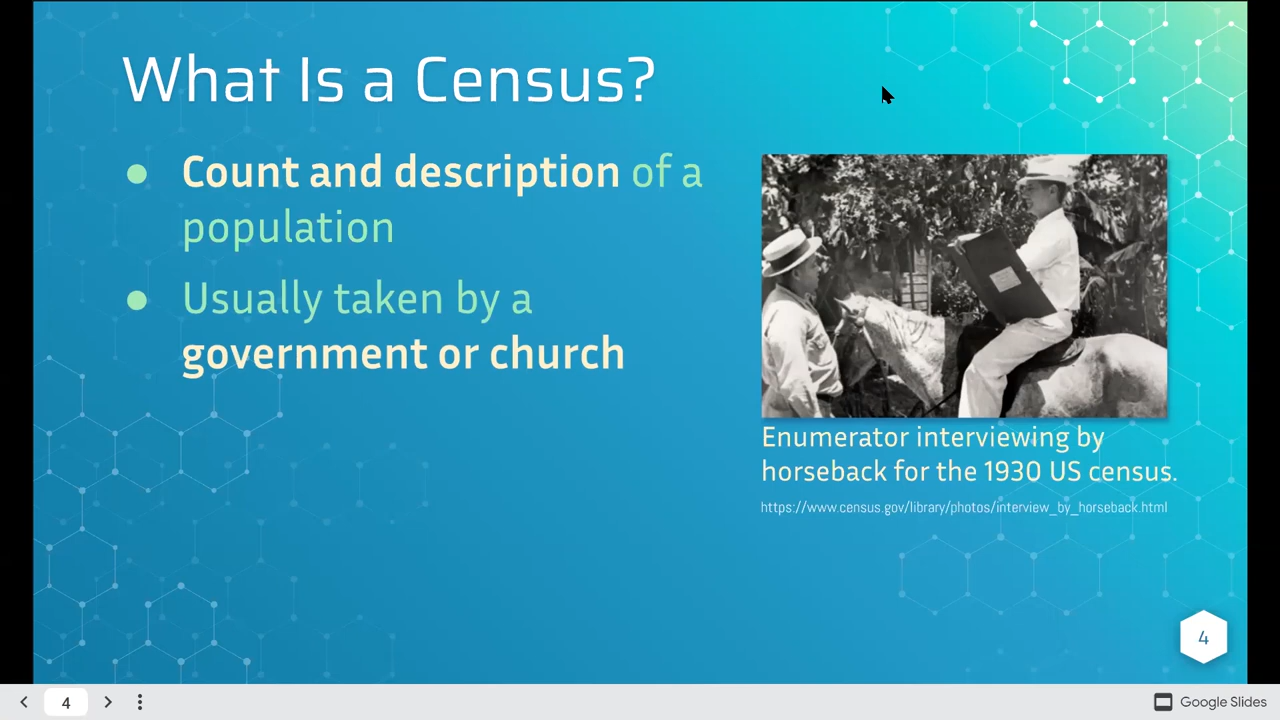 What Is a Census?
Count and description of a
population
Usually taken by a
government or church
Enumerator interviewing by
horseback for the 1930 US census.
https://www.census.gov/library/photos/interview_by_horseback.html
4
4
Google Slides